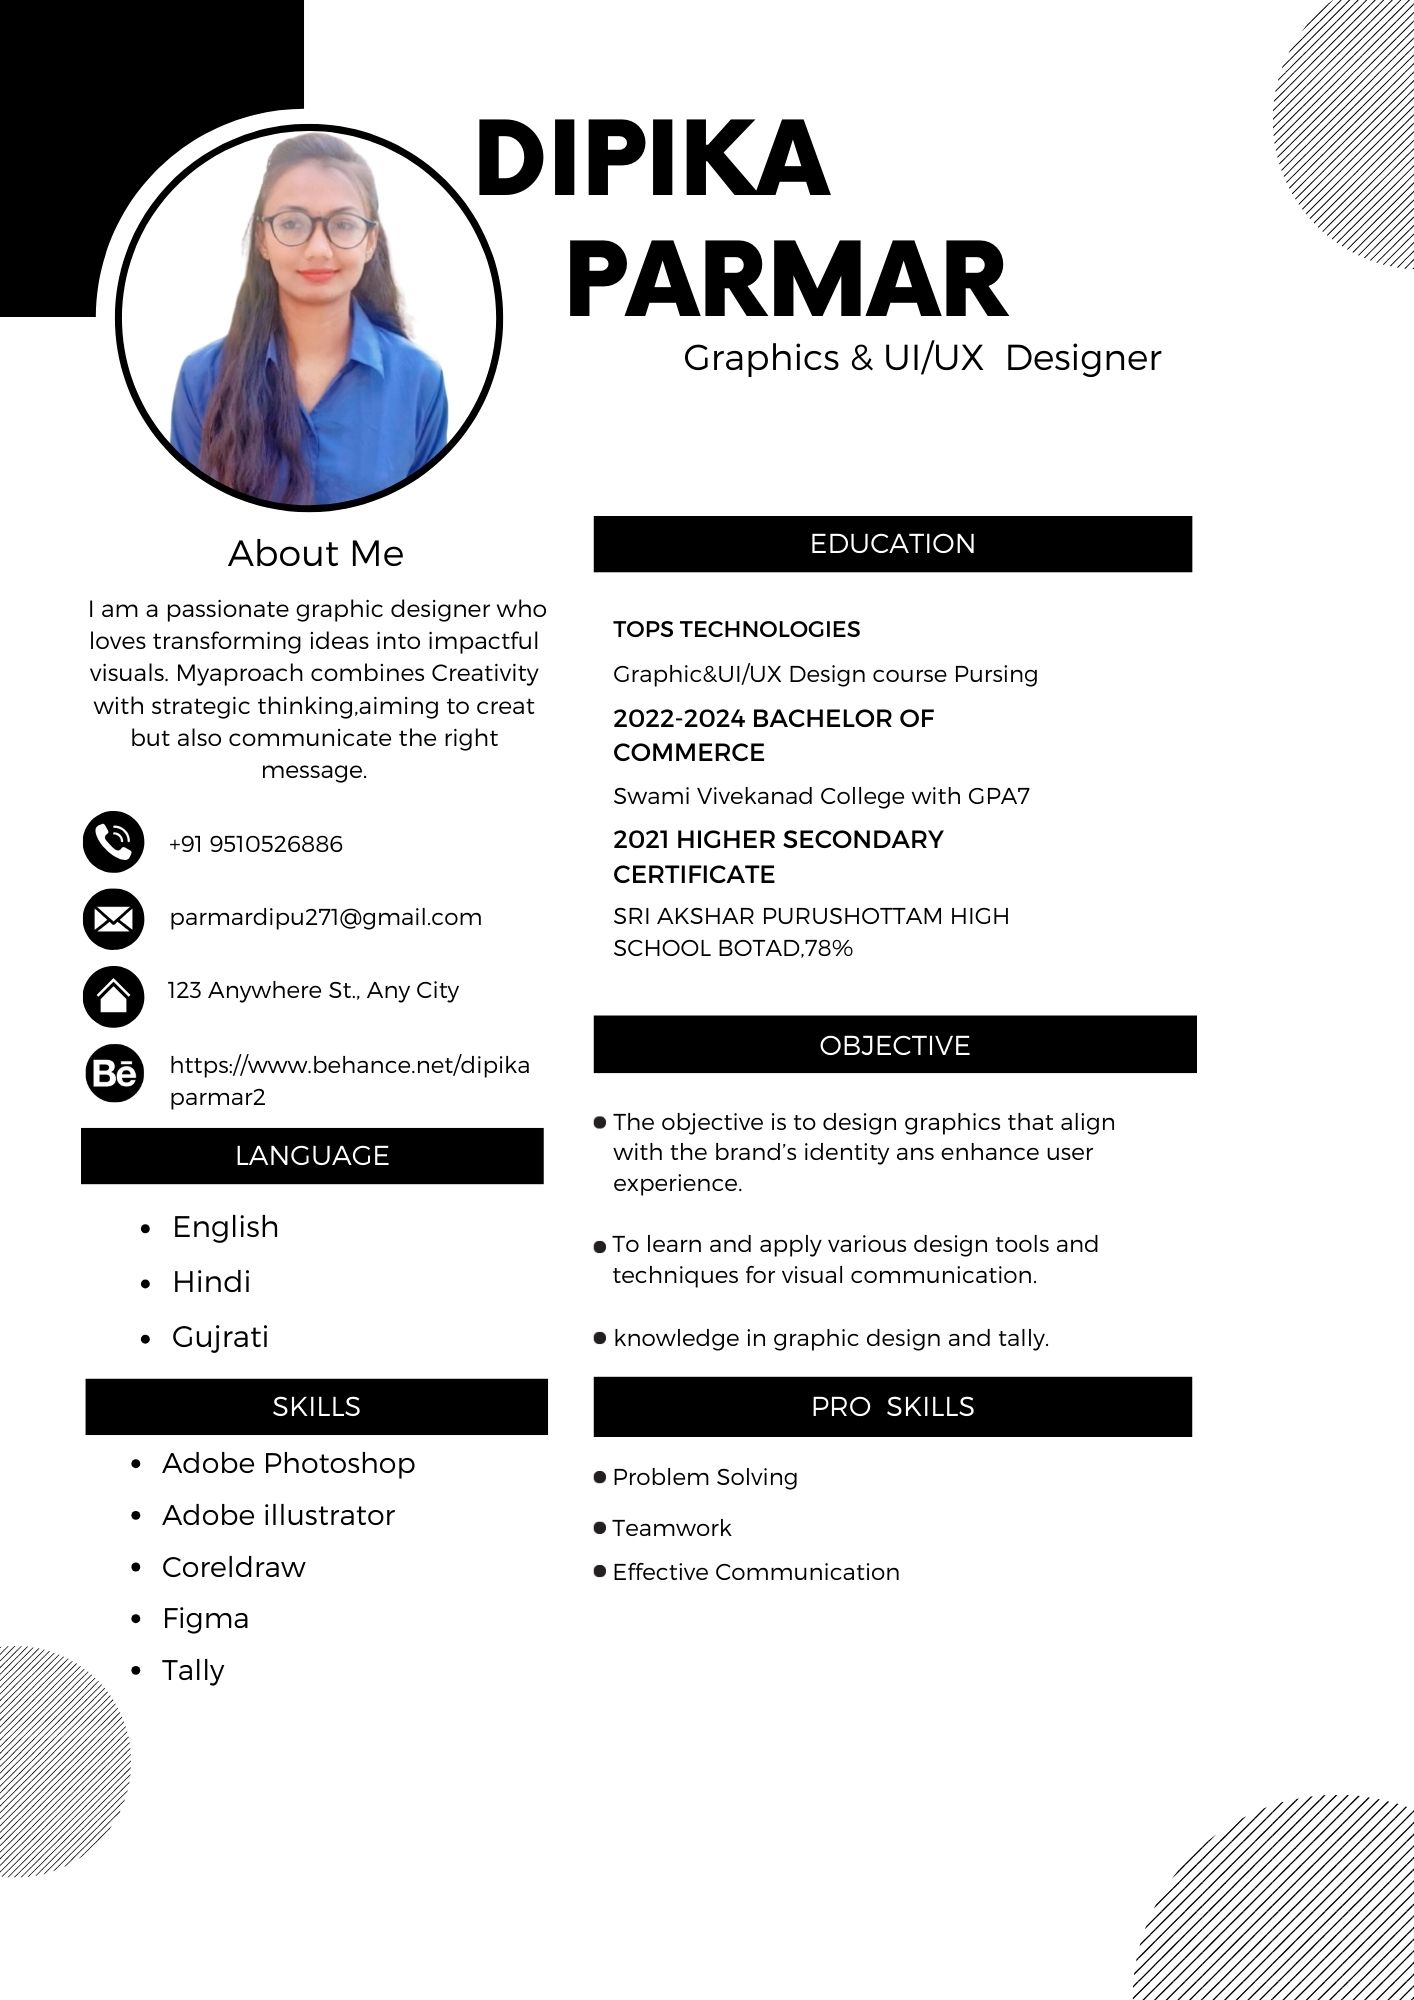 DIPIKA
PARMAR
Graphics & UI/UX  Designer
About Me
I am a passionate graphic designer who
loves transforming ideas into impactful
visuals. Myaproach combines Creativity
with strategic thinking,aiming to creat
but also communicate the right
message.
+91 9510526886
parmardipu271@gmail.com
123 Anywhere St., Any City
Bē
https://www.behance.net/dipika
parmar2
LANGUAGE
• English
• Hindi
• Gujrati
SKILLS
• Adobe Photoshop
• Adobe illustrator
• Coreldraw
• Figma
• Tally
EDUCATION
TOPS TECHNOLOGIES
Graphic&UI/UX Design course Pursing
2022-2024 BACHELOR OF
COMMERCE
Swami Vivekanad College with GPA7
2021 HIGHER SECONDARY
CERTIFICATE
SRI AKSHAR PURUSHOTTAM HIGH
SCHOOL BOTAD,78%
OBJECTIVE
• The objective is to design graphics that align
with the brand’s identity ans enhance user
experience.
• To learn and apply various design tools and
techniques for visual communication.
• knowledge in graphic design and tally.
PRO  SKILLS
• Problem Solving
• Teamwork
• Effective Communication